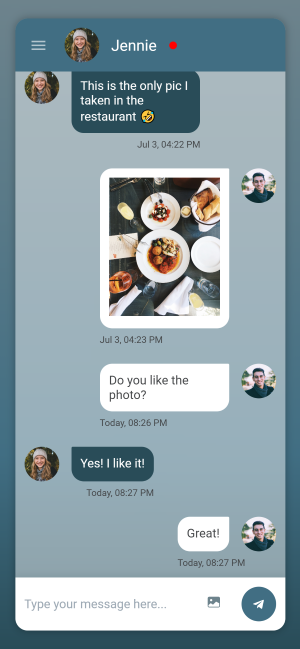 Jennie
This is the only pic I
taken in the
restaurant 🤣
Jul 3, 04:22 PM
Jul 3, 04:23 PM
Do you like the
photo?
Today, 08:26 PM
Yes! I like it!
Today, 08:27 PM
Great!
Today, 08:27 PM
Type your message here...